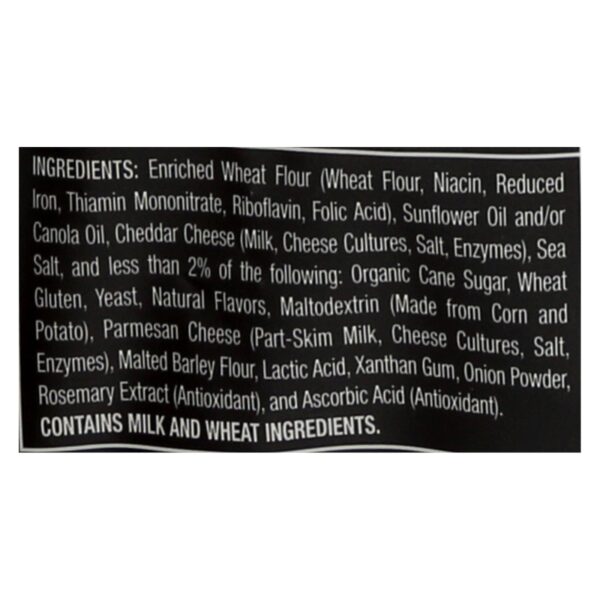 INGREDIENTS: Enriched Wheat Flour (Wheat Flour, Niacin, Reduced
Iron, Thiamin Mononitrate, Riboflavin, Folic Acid), Sunflower Oil and/or
Canola Oil, Cheddar Cheese (Milk, Cheese Cultures, Salt, Enzymes), Sea
Salt, and less than 2% of the following: Organic Cane Sugar, Wheat
Gluten, Yeast, Natural Flavors, Maltodextrin (Made from Corn and
Potato), Parmesan Cheese (Part-Skim Milk, Cheese Cultures, Salt,
Enzymes), Malted Barley Flour, Lactic Acid, Xanthan Gum, Onion Powder,
Rosemary Extract (Antioxidant), and Ascorbic Acid (Antioxidant).
CONTAINS MILK AND WHEAT INGREDIENTS.